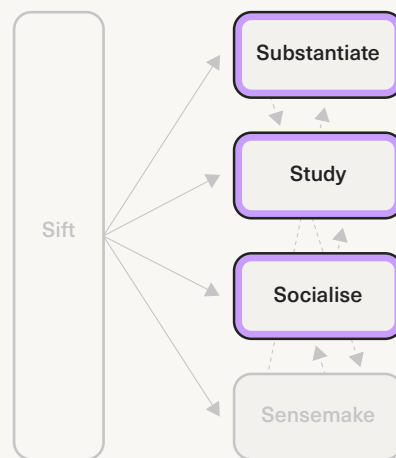 Substantiate
Study
Sift
Socialise
Sensemake